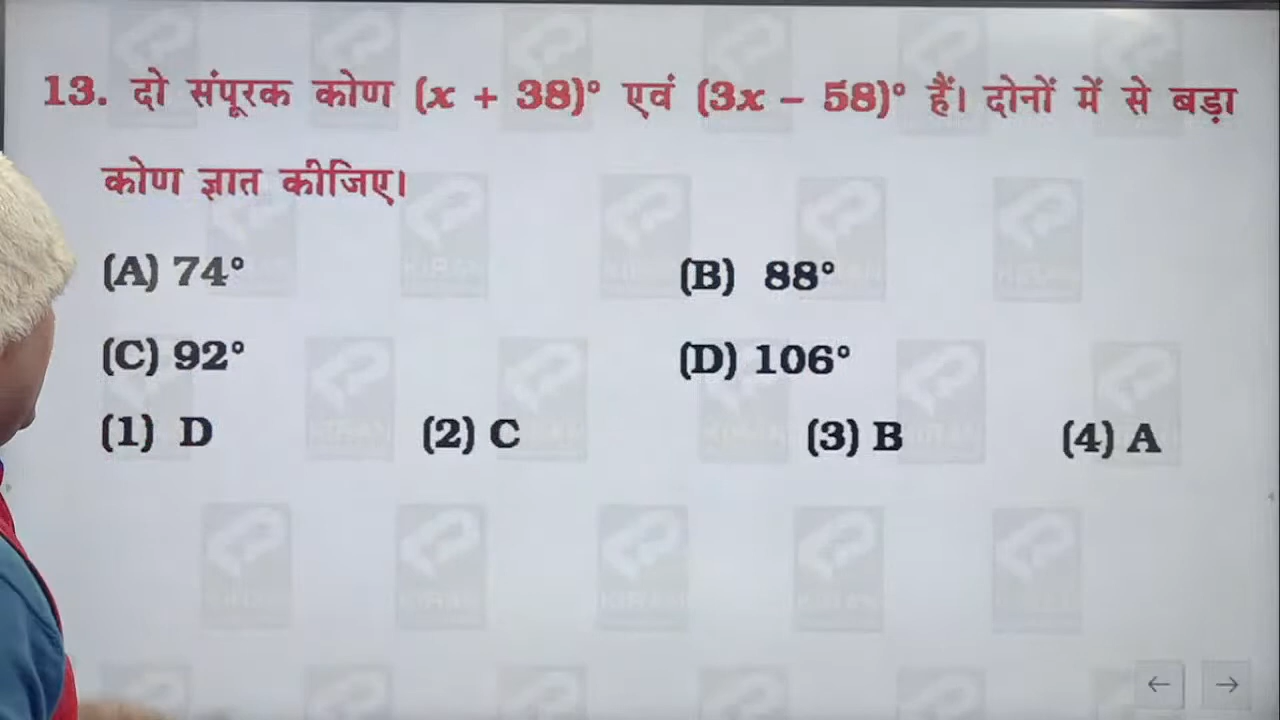 13. दो संपूरक कोण (x + 38)° एवं (3x – 58)° हैं। दोनों में से बड़ा
कोण ज्ञात कीजिए।
(A) 74° (B) 88°
(C) 92° (D) 106°
(1) D (2) C (3) B (4) A